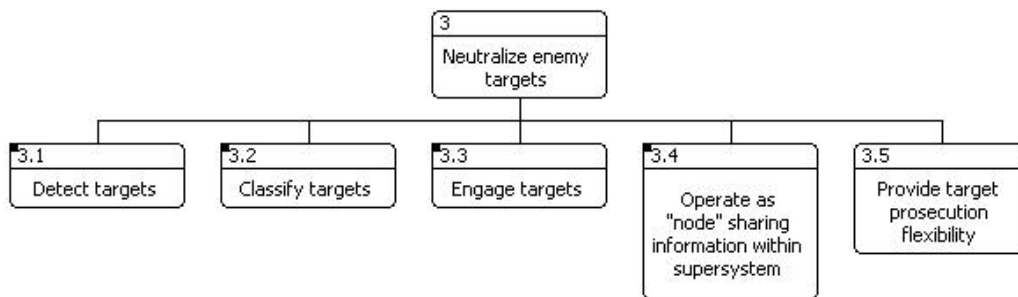 3
Neutralize enemy
targets
3.1
Detect targets
3.2
Classify targets
3.3
Engage targets
3.4
Operate as
"node" sharing
information within
supersystem
3.5
Provide target
prosecution
flexibility